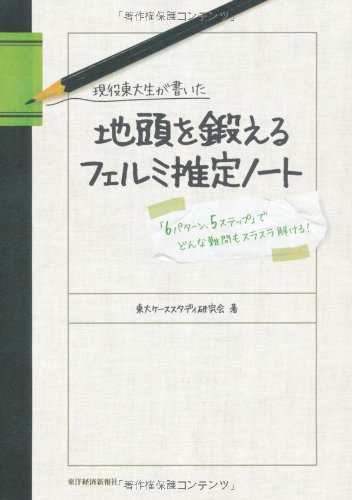 「著作権保護コンテンツ」
現役東大生が書いた
地頭を鍛える
フェルミ推定ノート
「6パターン、5ステップ」で
どんな難問もスラスラ解ける!
東大ケーススタディ研究会 著
東洋経済新報社
「著作権保護コンテンツ」